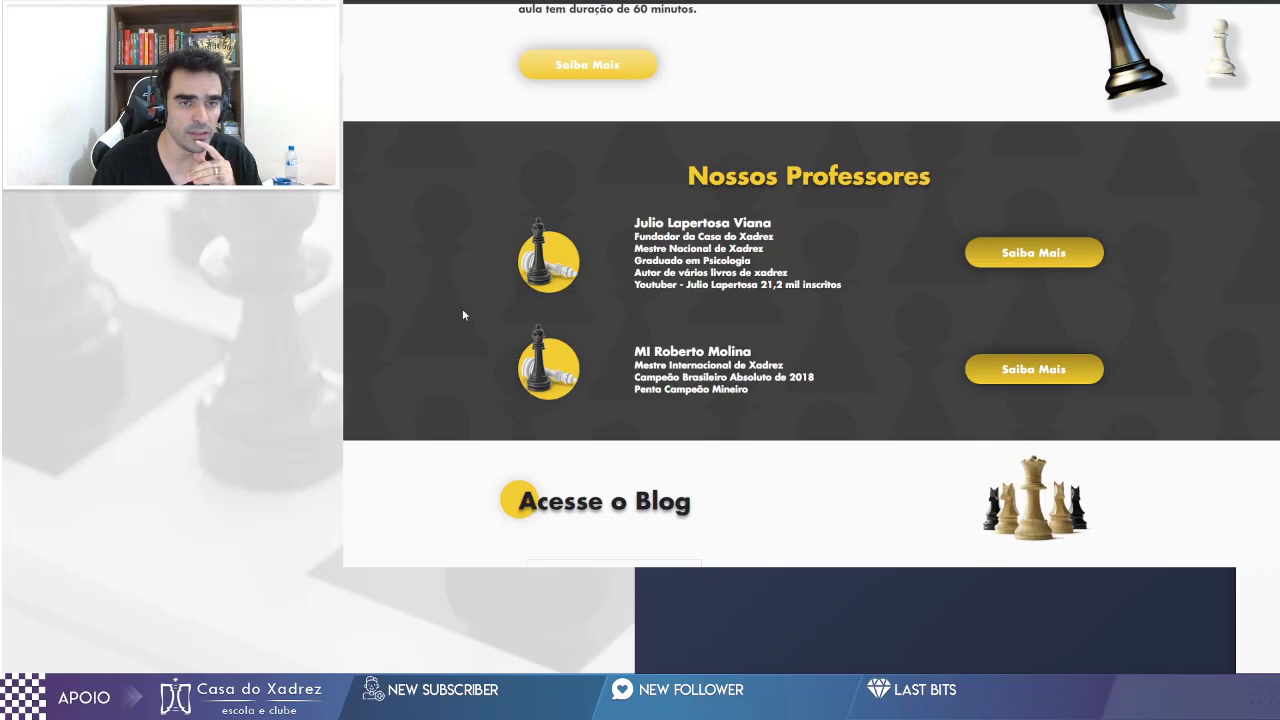 aula tem duração de 60 minutos.
Saiba Mais
Nossos Professores
Julio Lapertosa Viana
Fundador da Casa do Xadrez
Mestre Nacional de Xadrez
Graduado em Psicologia
Autor de vários livros de xadrez
Youtuber - Julio Lapertosa 21,2 mil inscritos
Saiba Mais
MI Roberto Molina
Mestre Internacional de Xadrez
Campeão Brasileiro Absoluto de 2018
Penta Campeão Mineiro
Saiba Mais
Acesse o Blog
APOIO
Casa do Xadrez
escola e clube
NEW SUBSCRIBER
NEW FOLLOWER
LAST BITS